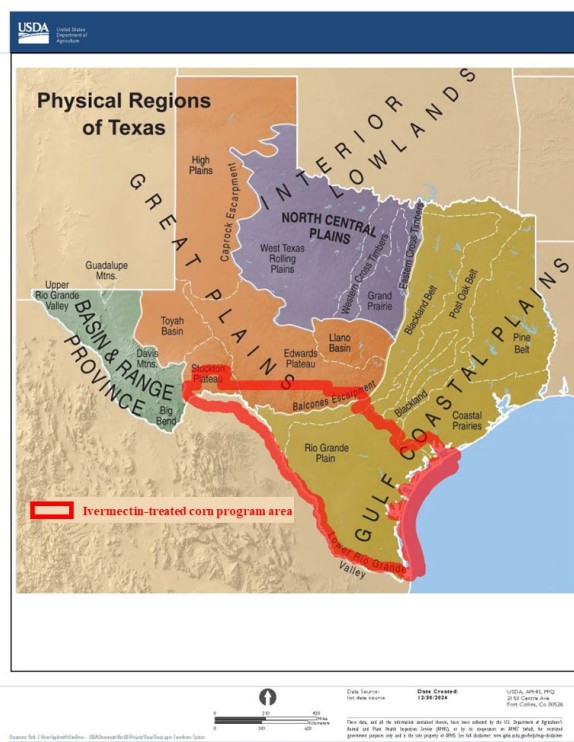 USDA
United States
Department of
Agriculture
Physical Regions
of Texas
INTERIOR
LOWLANDS
GREAT PLAINS
High
Plains
Caprock Escarpment
NORTH CENTRAL
PLAINS
West Texas
Rolling
Plains
Western Cross Timbers
Eastern Cross Timbers
Grand
Prairie
Blackland Belt
Post Oak Belt
Pine
Belt
Guadalupe
Mtns.
Upper
Rio Grande
Valley
BASIN & RANGE
PROVINCE
Toyah
Basin
Davis
Mtns.
Stockton
Plateau
Edwards
Plateau
Llano
Basin
Big
Bend
Balcones Escarpment
Blackland
Coastal
Prairies
GULF COASTAL PLAINS
Rio Grande
Plain
Ivermectin-treated corn program area
Lower Rio Grande
Valley
Data Source:
Date Created:
12/30/2024
USDA, APHIS, PPQ
2150 Centre Ave
Fort Collins, Co 80526